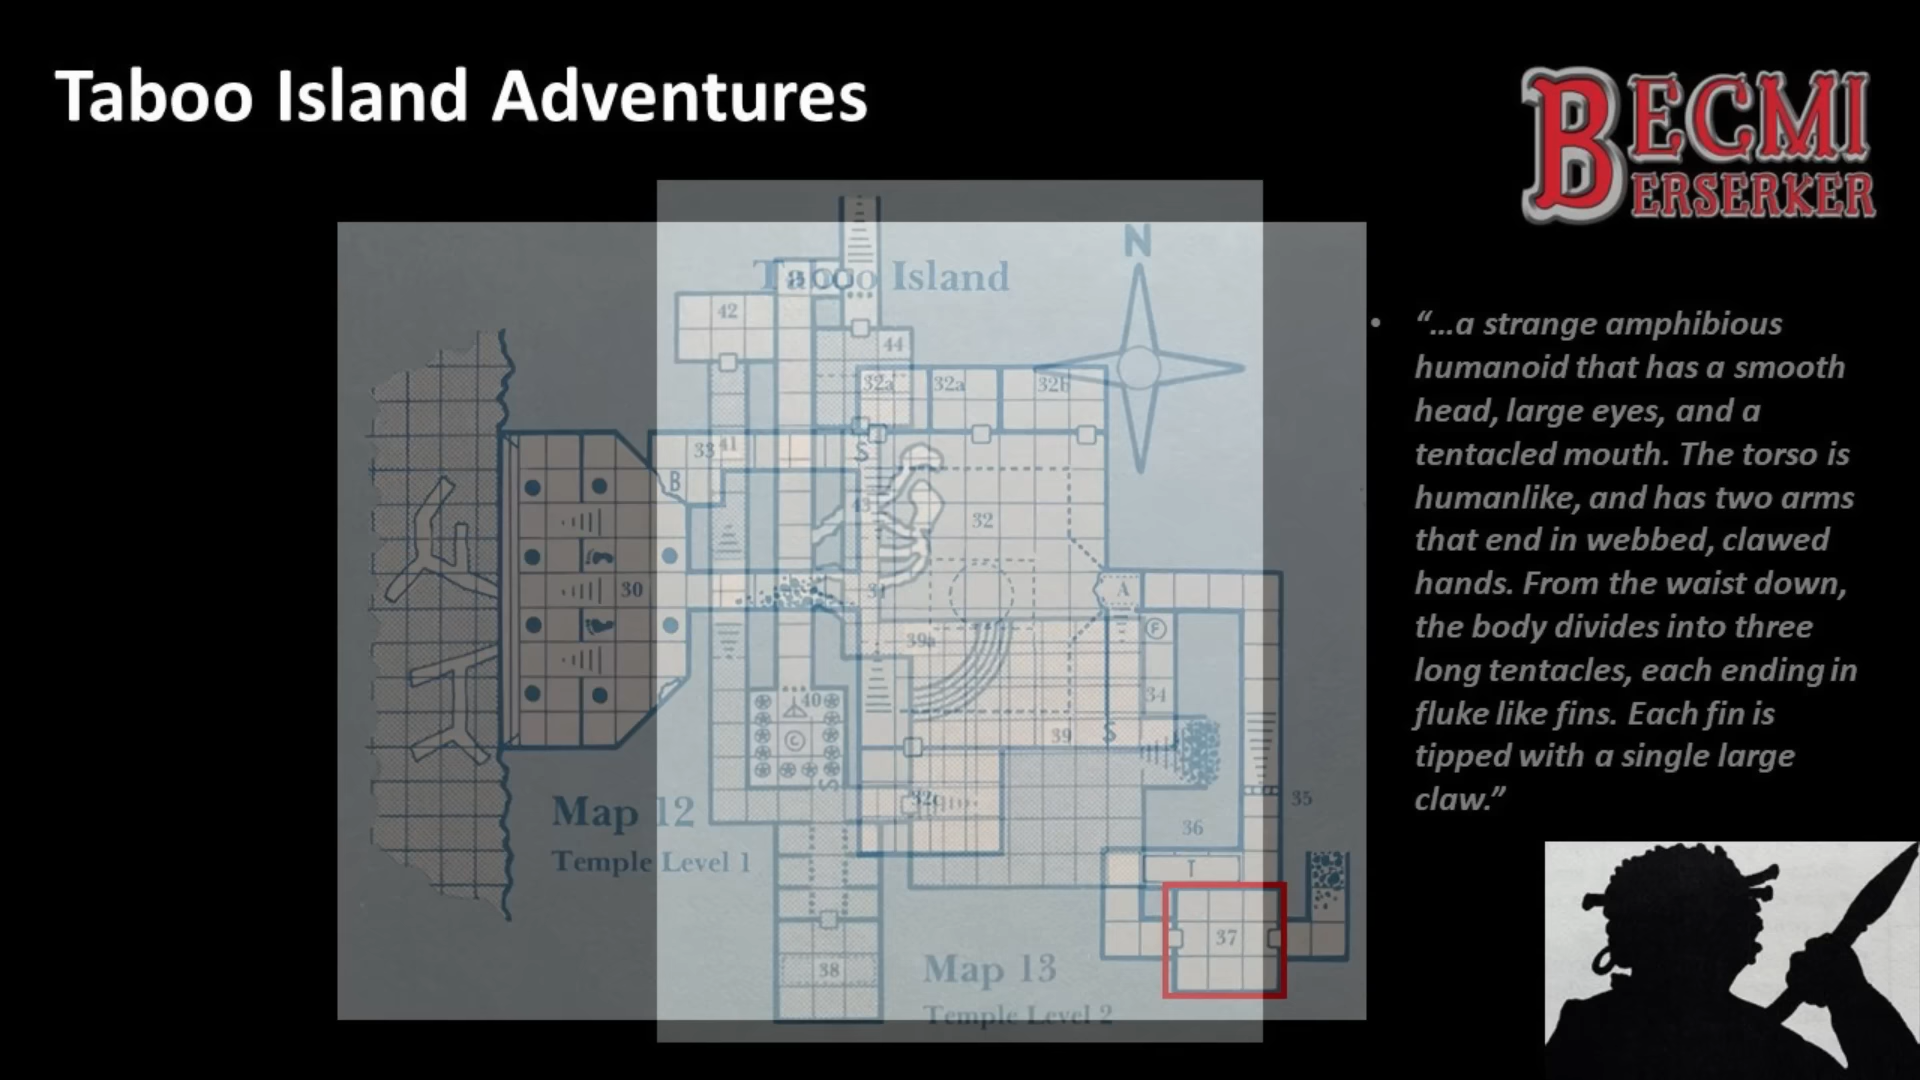 Taboo Island Adventures
BECMI
BERSERKER
N
Taboo Island
42
44
32a
32a
33
41
S
B
43
32
30
31
A
39a
F
34
40
39
S
C
S
Map 12
32c
35
Temple Level 1
36
T
37
38
Map 13
Temple Level 2
• “...a strange amphibious
humanoid that has a smooth
head, large eyes, and a
tentacled mouth. The torso is
humanlike, and has two arms
that end in webbed, clawed
hands. From the waist down,
the body divides into three
long tentacles, each ending in
fluke like fins. Each fin is
tipped with a single large
claw.”